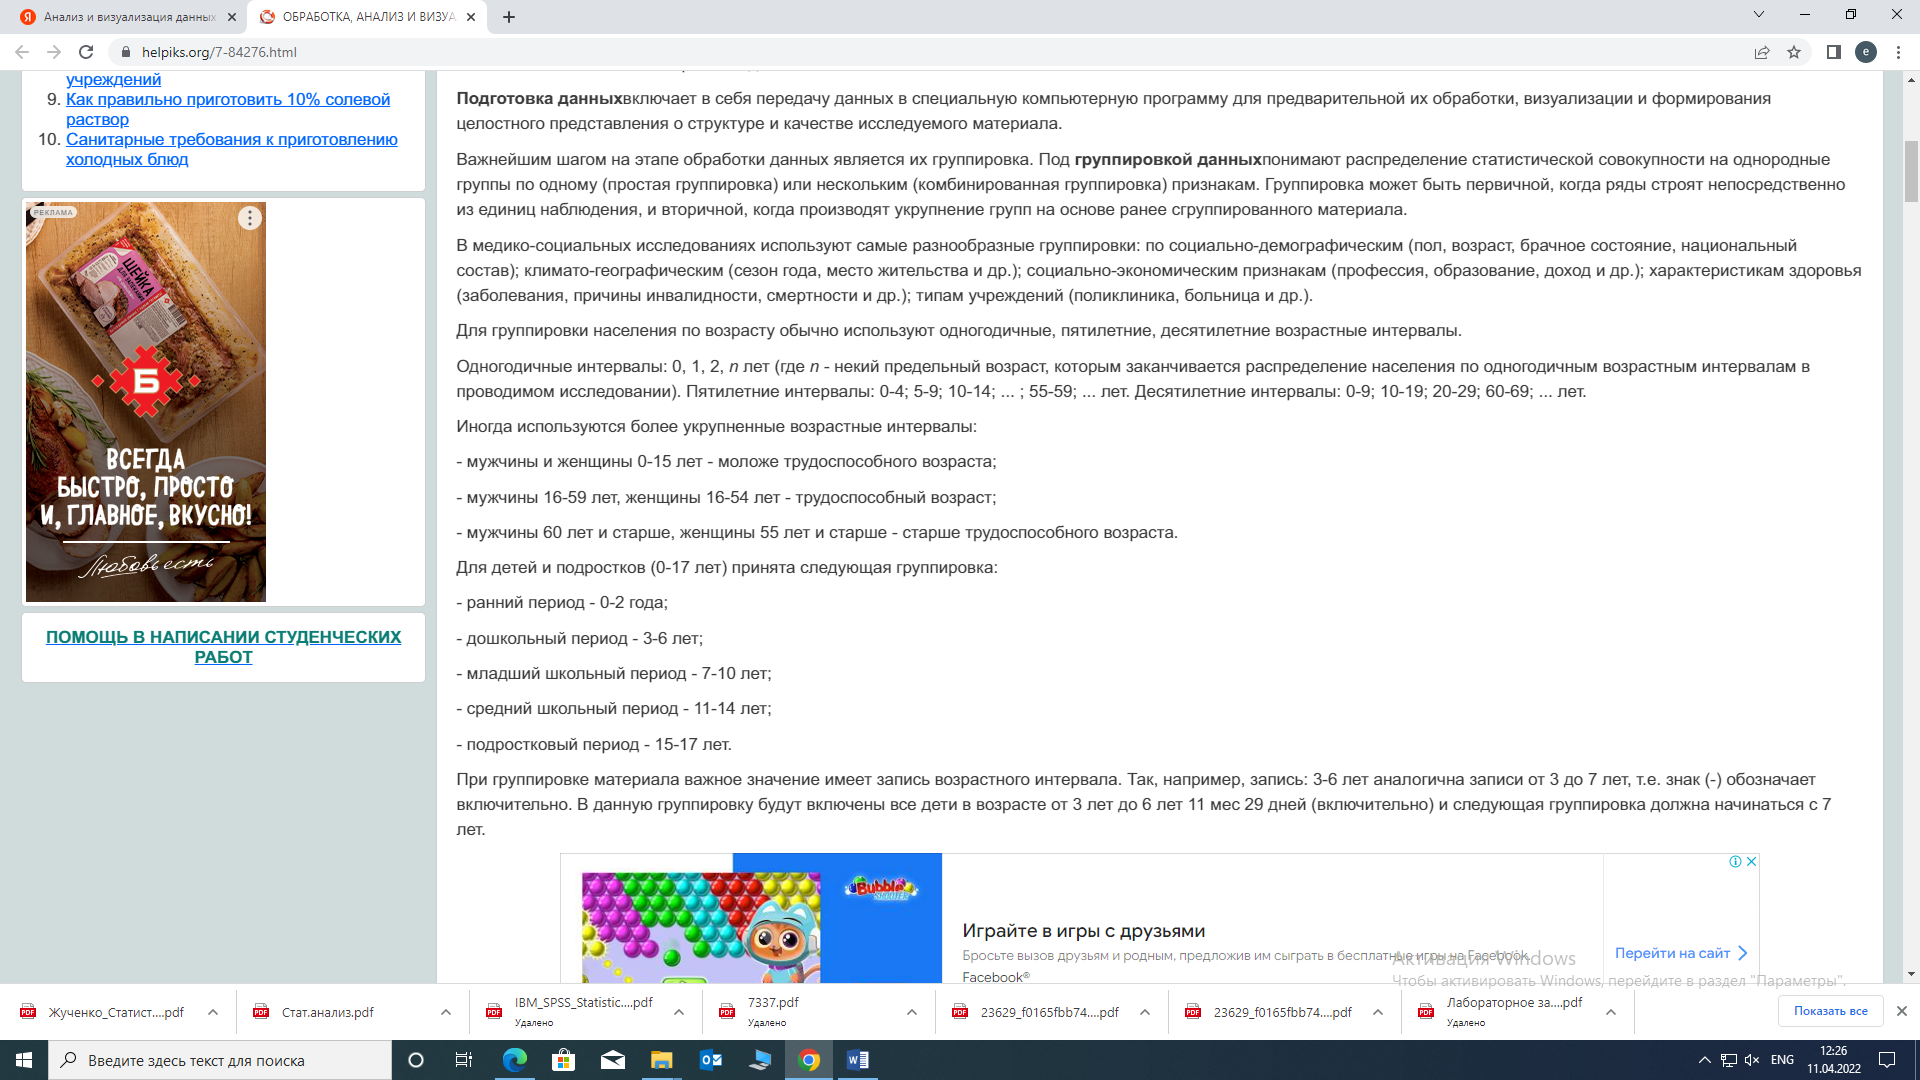 Анализ и визуализация данных
ОБРАБОТКА, АНАЛИЗ И ВИЗУА
helpiks.org/7-84276.html
e
учреждений
9. Как правильно приготовить 10% солевой
раствор
10. Санитарные требования к приготовлению
холодных блюд
РЕКЛАМА
ШЕЙКА
Б
ВСЕГДА
БЫСТРО, ПРОСТО
И, ГЛАВНОЕ, ВКУСНО!
Любовь есть
ПОМОЩЬ В НАПИСАНИИ СТУДЕНЧЕСКИХ
РАБОТ
Подготовка данныхвключает в себя передачу данных в специальную компьютерную программу для предварительной их обработки, визуализации и формирования
целостного представления о структуре и качестве исследуемого материала.
Важнейшим шагом на этапе обработки данных является их группировка. Под группировкой данныхпонимают распределение статистической совокупности на однородные
группы по одному (простая группировка) или нескольким (комбинированная группировка) признакам. Группировка может быть первичной, когда ряды строят непосредственно
из единиц наблюдения, и вторичной, когда производят укрупнение групп на основе ранее сгруппированного материала.
В медико-социальных исследованиях используют самые разнообразные группировки: по социально-демографическим (пол, возраст, брачное состояние, национальный
состав); климато-географическим (сезон года, место жительства и др.); социально-экономическим признакам (профессия, образование, доход и др.); характеристикам здоровья
(заболевания, причины инвалидности, смертности и др.); типам учреждений (поликлиника, больница и др.).
Для группировки населения по возрасту обычно используют одногодичные, пятилетние, десятилетние возрастные интервалы.
Одногодичные интервалы: 0, 1, 2, n лет (где n - некий предельный возраст, которым заканчивается распределение населения по одногодичным возрастным интервалам в
проводимом исследовании). Пятилетние интервалы: 0-4; 5-9; 10-14; ... ; 55-59; ... лет. Десятилетние интервалы: 0-9; 10-19; 20-29; 60-69; ... лет.
Иногда используются более укрупненные возрастные интервалы:
- мужчины и женщины 0-15 лет - моложе трудоспособного возраста;
- мужчины 16-59 лет, женщины 16-54 лет - трудоспособный возраст;
- мужчины 60 лет и старше, женщины 55 лет и старше - старше трудоспособного возраста.
Для детей и подростков (0-17 лет) принята следующая группировка:
- ранний период - 0-2 года;
- дошкольный период - 3-6 лет;
- младший школьный период - 7-10 лет;
- средний школьный период - 11-14 лет;
- подростковый период - 15-17 лет.
При группировке материала важное значение имеет запись возрастного интервала. Так, например, запись: 3-6 лет аналогична записи от 3 до 7 лет, т.е. знак (-) обозначает
включительно. В данную группировку будут включены все дети в возрасте от 3 лет до 6 лет 11 мес 29 дней (включительно) и следующая группировка должна начинаться с 7
лет.
Bubble
SHOOTER
Играйте в игры с друзьями
Бросьте вызов друзьям и родным, предложив им сыграть в бесплатные игры на Facebook.
Facebook®
Перейти на сайт
Активация Windows
Чтобы активировать Windows, перейдите в раздел "Параметры".
Жученко_Статист....pdf
Стат.анализ.pdf
IBM_SPSS_Statistic....pdf
Удалено
7337.pdf
Удалено
23629_f0165fbb74....pdf
23629_f0165fbb74....pdf
Лабораторное за....pdf
Удалено
Показать все
Введите здесь текст для поиска
ENG
12:26
11.04.2022